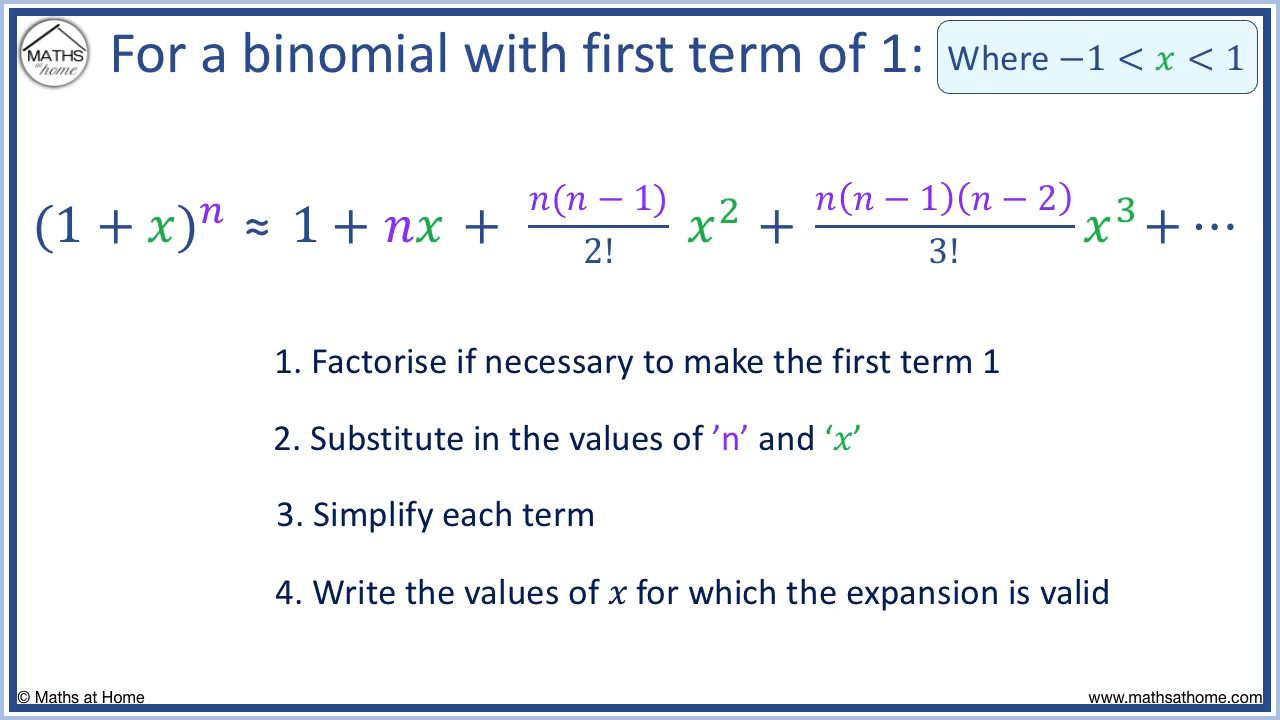 MATHS
at
home
For a binomial with first term of 1:
Where −1 < x < 1
(1 + x)ⁿ ≈ 1 + nx + n(n − 1)/2! x² + n(n − 1)(n − 2)/3! x³ + ⋯
1. Factorise if necessary to make the first term 1
2. Substitute in the values of ’n’ and ‘x’
3. Simplify each term
4. Write the values of x for which the expansion is valid
© Maths at Home
www.mathsathome.com